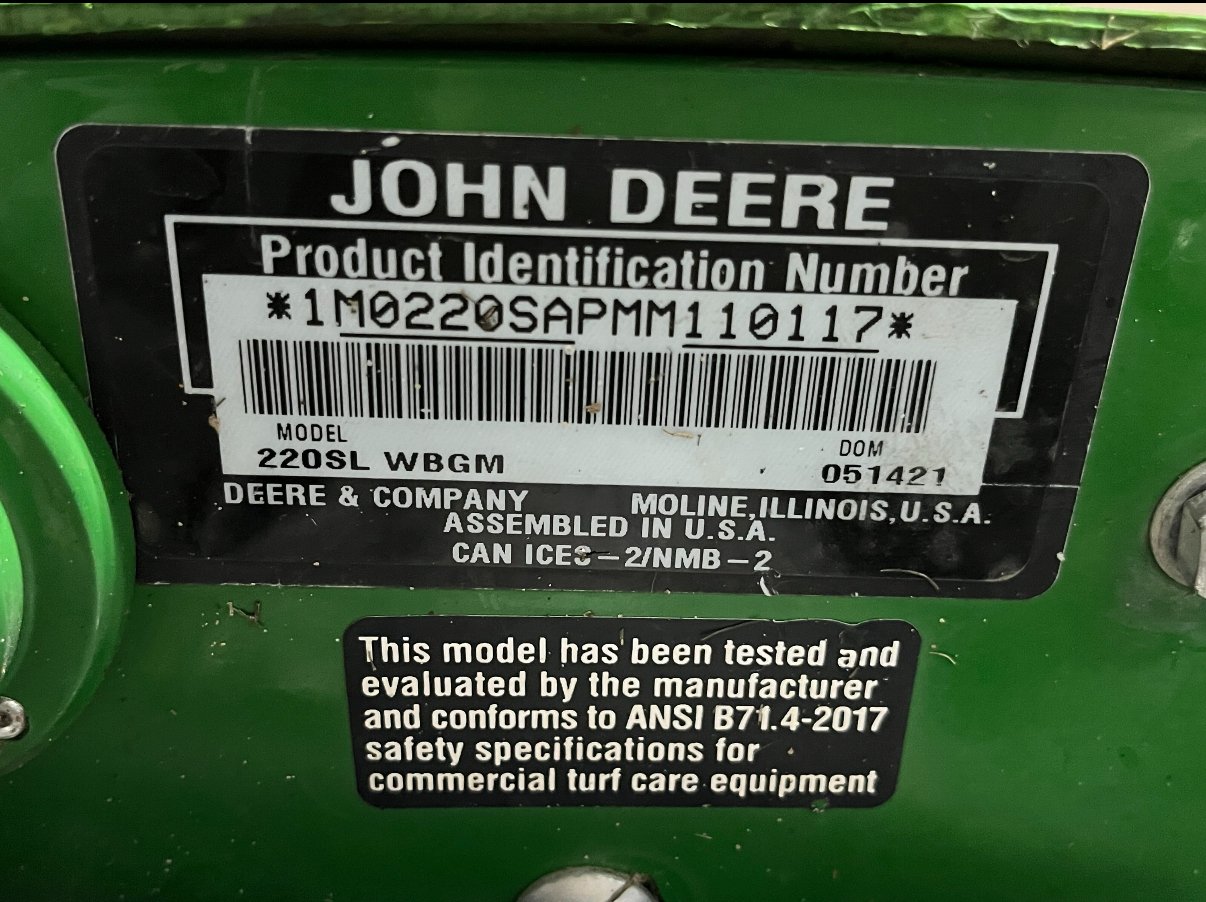 JOHN DEERE
Product Identification Number
*1M0220SAPMM110117*
MODEL DOM
220SL WBGM 051421
DEERE & COMPANY MOLINE, ILLINOIS, U.S.A.
ASSEMBLED IN U.S.A.
CAN ICES-2/NMB-2
This model has been tested and
evaluated by the manufacturer
and conforms to ANSI B71.4-2017
safety specifications for
commercial turf care equipment